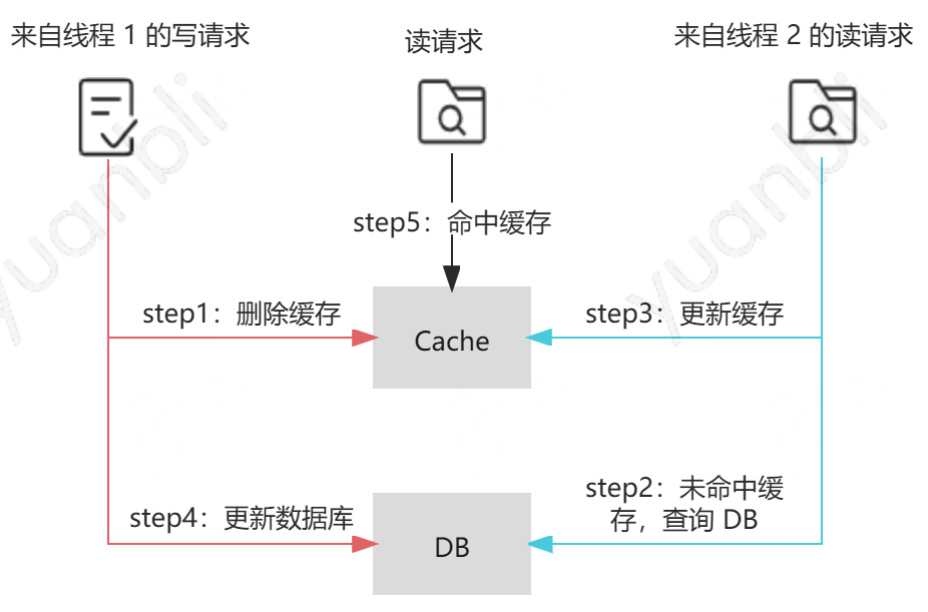 来自线程 1 的写请求
读请求
来自线程 2 的读请求
step5：命中缓存
step1：删除缓存
step3：更新缓存
Cache
step2：未命中缓
存，查询 DB
step4：更新数据库
DB
yuanbli
yuanbli